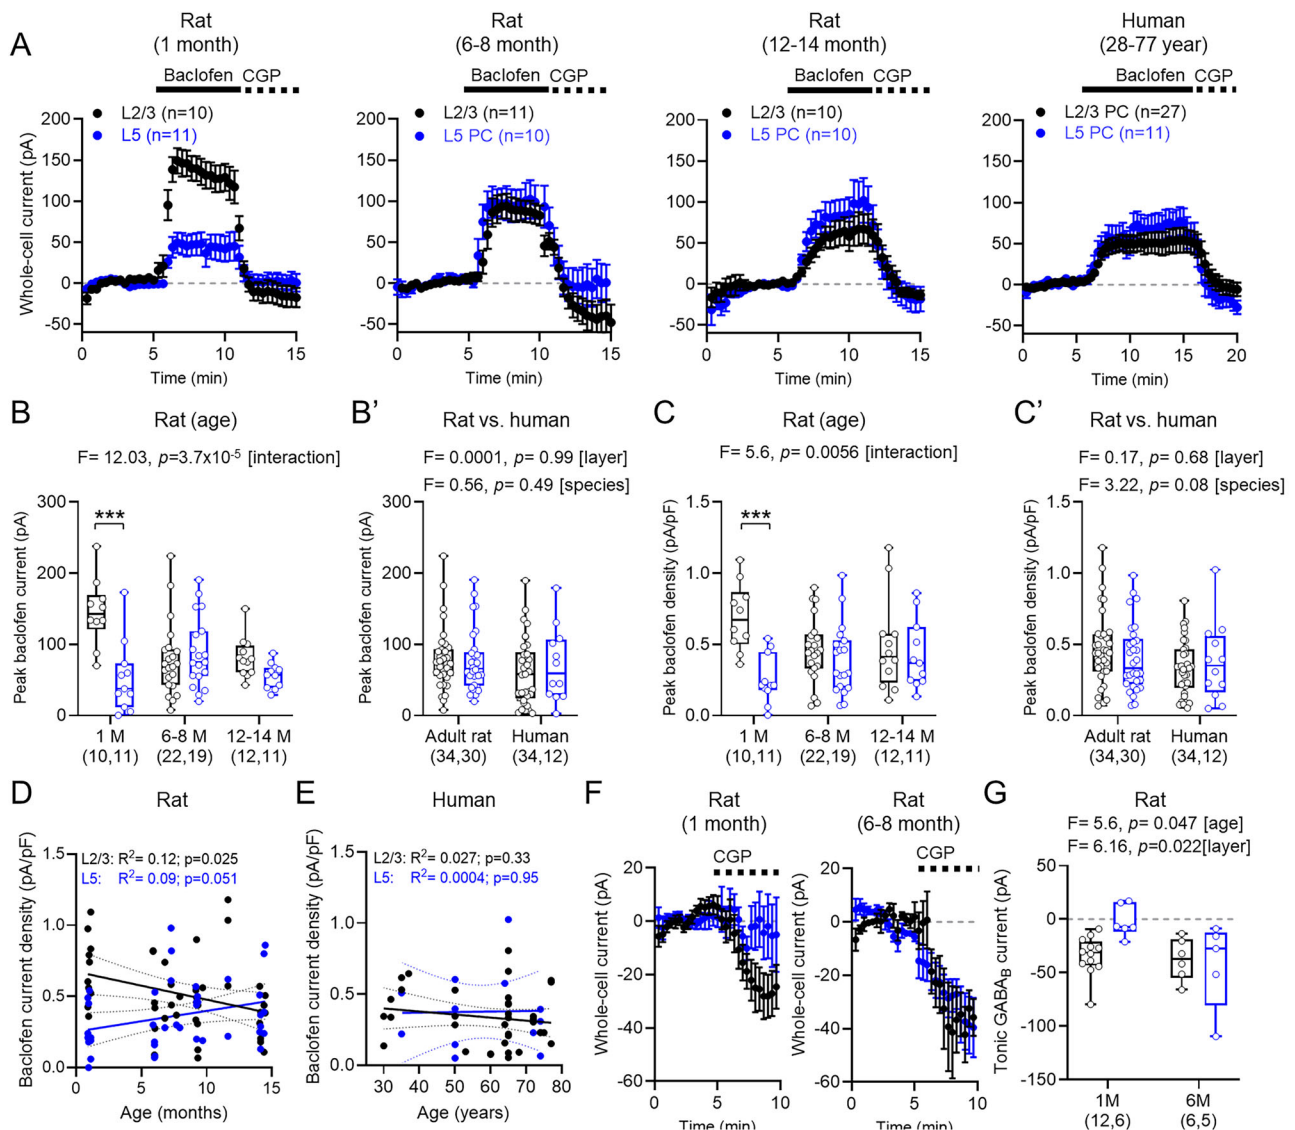 A
Rat
(1 month)
Rat
(6-8 month)
Rat
(12-14 month)
Human
(28-77 year)
Baclofen CGP
Baclofen CGP
Baclofen CGP
Baclofen CGP
L2/3 (n=10)
L5 (n=11)
L2/3 (n=11)
L5 PC (n=10)
L2/3 (n=10)
L5 PC (n=10)
L2/3 PC (n=27)
L5 PC (n=11)
Whole-cell current (pA)
200
150
100
50
0
-50
0 5 10 15
Time (min)
200
150
100
50
0
-50
0 5 10 15
Time (min)
200
150
100
50
0
-50
0 5 10 15
Time (min)
200
150
100
50
0
-50
0 5 10 15 20
Time (min)
B
Rat (age)
F= 12.03, p=3.7x10-5 [interaction]
Peak baclofen current (pA)
300
200
100
0
***
1 M 6-8 M 12-14 M
(10,11) (22,19) (12,11)
B’
Rat vs. human
F= 0.0001, p= 0.99 [layer]
F= 0.56, p= 0.49 [species]
Peak baclofen current (pA)
300
200
100
0
Adult rat Human
(34,30) (34,12)
C
Rat (age)
F= 5.6, p= 0.0056 [interaction]
Peak baclofen density (pA/pF)
1.5
1.0
0.5
0.0
***
1 M 6-8 M 12-14 M
(10,11) (22,19) (12,11)
C’
Rat vs. human
F= 0.17, p= 0.68 [layer]
F= 3.22, p= 0.08 [species]
Peak baclofen density (pA/pF)
1.5
1.0
0.5
0.0
Adult rat Human
(34,30) (34,12)
D
Rat
L2/3: R2= 0.12; p=0.025
L5: R2= 0.09; p=0.051
Baclofen current density (pA/pF)
1.5
1.0
0.5
0.0
0 5 10 15
Age (months)
E
Human
L2/3: R2= 0.027; p=0.33
L5: R2= 0.0004; p=0.95
Baclofen current density (pA/pF)
1.5
1.0
0.5
0.0
30 40 50 60 70 80
Age (years)
F
Rat
(1 month)
CGP
Whole-cell current (pA)
20
0
-20
-40
-60
0 5 10
Time (min)
Rat
(6-8 month)
CGP
Whole-cell current (pA)
20
0
-20
-40
-60
0 5 10
Time (min)
G
Rat
F= 5.6, p= 0.047 [age]
F= 6.16, p=0.022[layer]
Tonic GABAB current (pA)
50
0
-50
-100
-150
1M 6M
(12,6) (6,5)